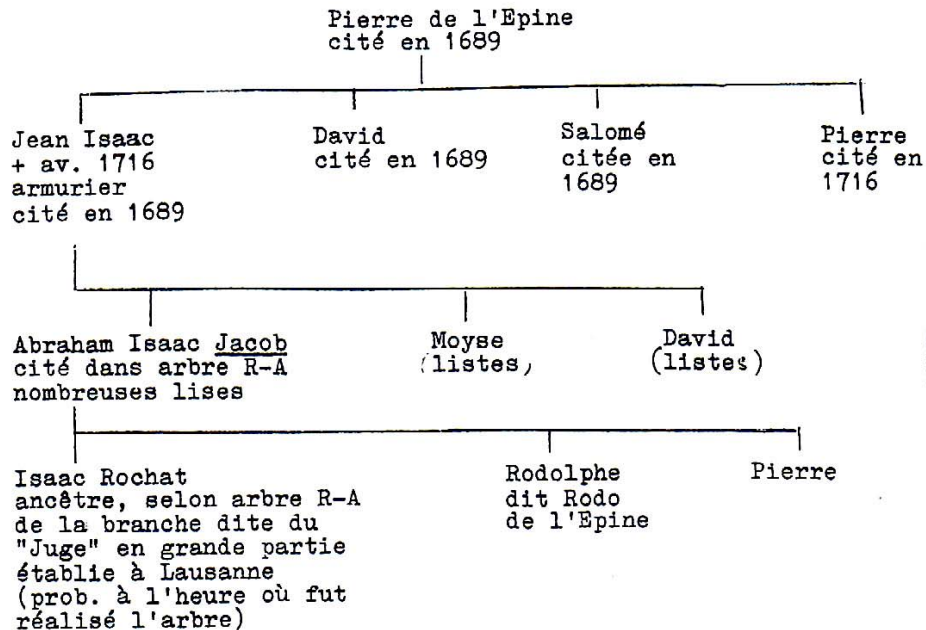 Pierre de l'Epine
cité en 1689
Jean Isaac
+ av. 1716
armurier
cité en 1689
David
cité en 1689
Salomé
citée en
1689
Pierre
cité en
1716
Abraham Isaac Jacob
cité dans arbre R-A
nombreuses lises
Moyse
(listes)
David
(listes)
Isaac Rochat
ancêtre, selon arbre R-A
de la branche dite du
"Juge" en grande partie
établie à Lausanne
(prob. à l'heure où fut
réalisé l'arbre)
Rodolphe
dit Rodo
de l'Epine
Pierre